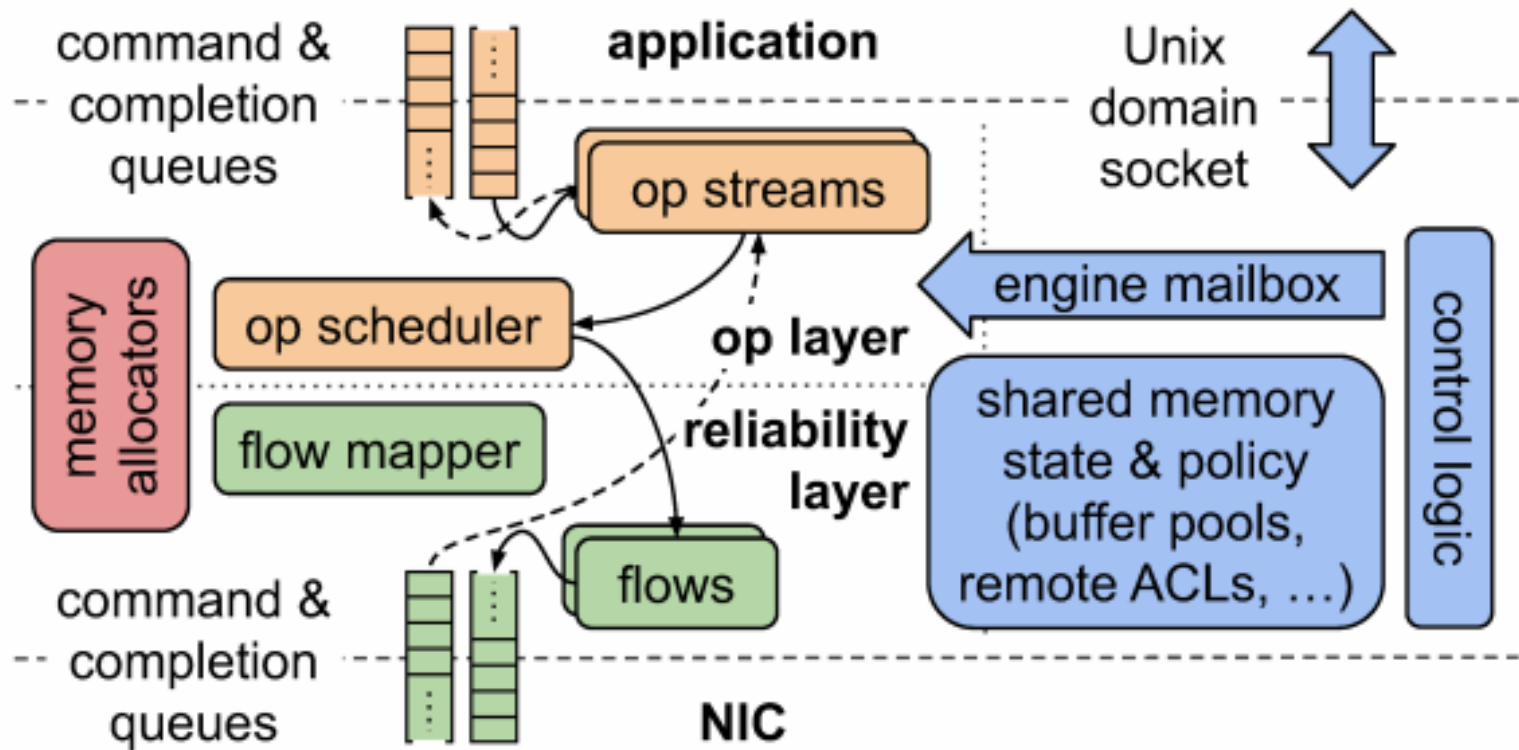 command &
completion
queues
application
Unix
domain
socket
op streams
memory
allocators
op scheduler
op layer
engine mailbox
control logic
flow mapper
reliability
layer
shared memory
state & policy
(buffer pools,
remote ACLs, …)
flows
command &
completion
queues
NIC